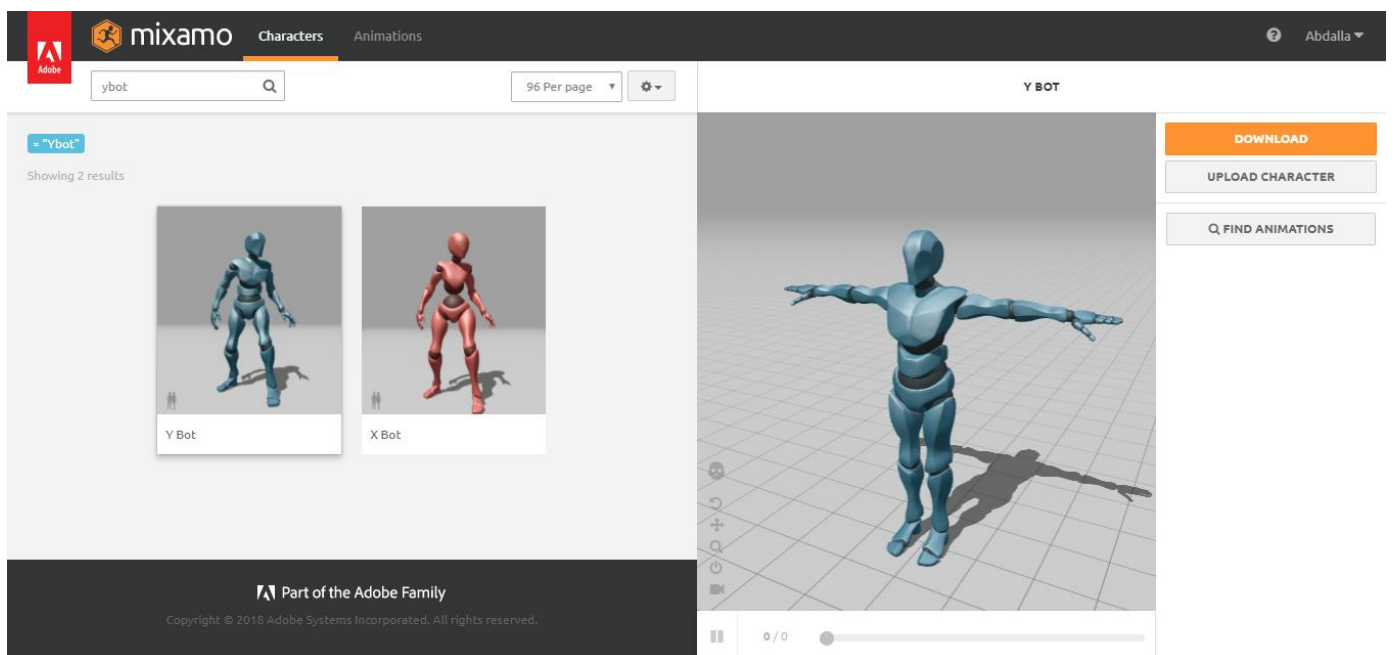 Adobe
mixamo
Characters
Animations
Abdalla
ybot
96 Per page
Y BOT
= "Ybot"
Showing 2 results
Y Bot
X Bot
DOWNLOAD
UPLOAD CHARACTER
FIND ANIMATIONS
Part of the Adobe Family
Copyright © 2018 Adobe Systems Incorporated. All rights reserved.
0 / 0